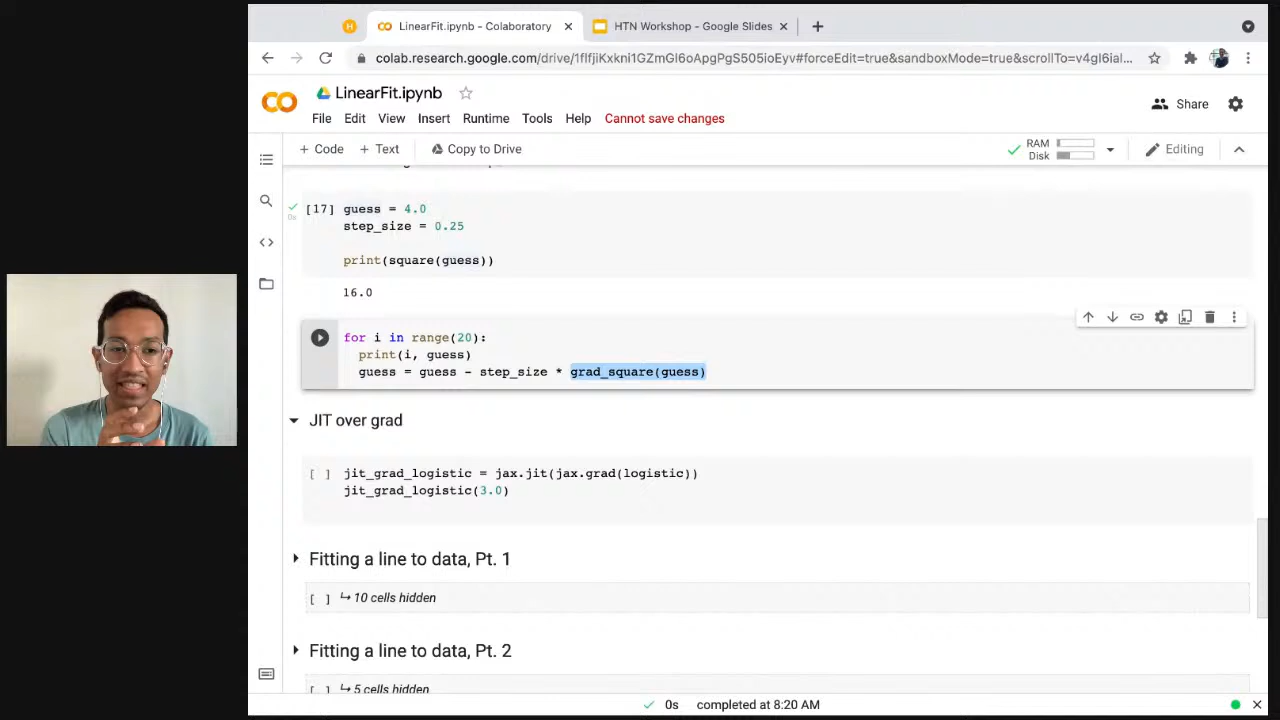 H
LinearFit.ipynb - Colaboratory
HTN Workshop - Google Slides
colab.research.google.com/drive/1flfjiKxkni1GZmGl6oApgPgS505ioEyv#forceEdit=true&sandboxMode=true&scrollTo=v4gI6ial...
LinearFit.ipynb
Share
File Edit View Insert Runtime Tools Help Cannot save changes
+ Code + Text Copy to Drive
RAM
Disk
Editing
[17] guess = 4.0
step_size = 0.25
0s
print(square(guess))
16.0
for i in range(20):
print(i, guess)
guess = guess - step_size * grad_square(guess)
JIT over grad
[ ] jit_grad_logistic = jax.jit(jax.grad(logistic))
jit_grad_logistic(3.0)
Fitting a line to data, Pt. 1
[ ] ↳ 10 cells hidden
Fitting a line to data, Pt. 2
[ ] ↳ 5 cells hidden
0s completed at 8:20 AM